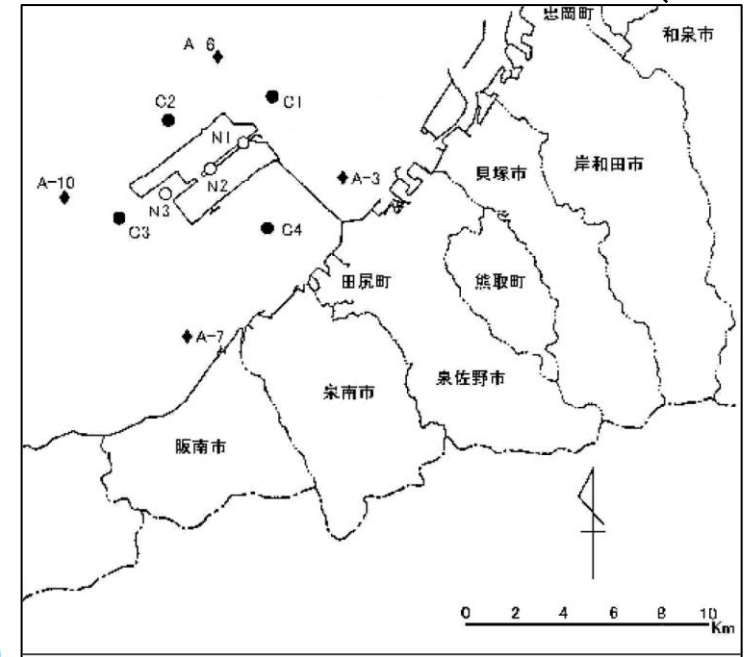 忠岡町
和泉市
A-6
C2
C1
N1
岸和田市
貝塚市
A-3
N2
A-10
N3
C3
C4
田尻町
熊取町
A-7
泉佐野市
泉南市
阪南市
0 2 4 6 8 10
Km